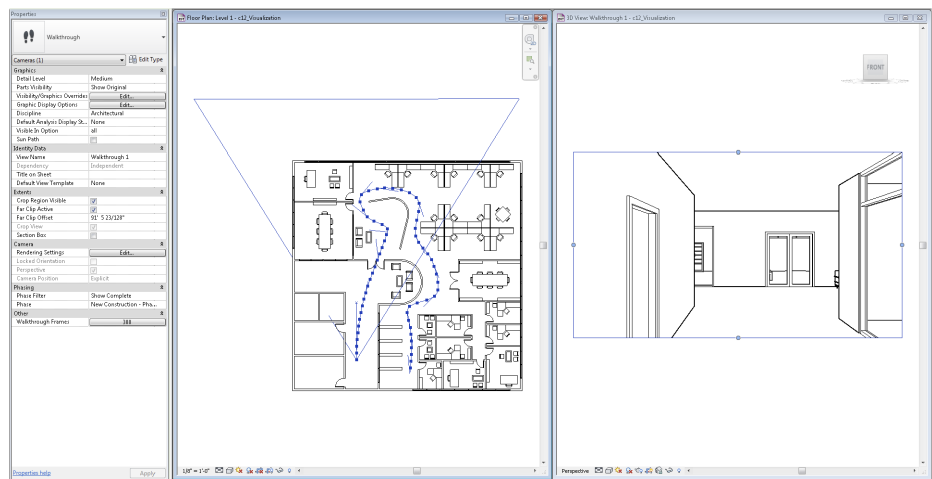 Properties
Walkthrough
Cameras (1)
Edit Type
Graphics
Detail Level Medium
Parts Visibility Show Original
Visibility/Graphics Overrides Edit...
Graphic Display Options Edit...
Discipline Architectural
Default Analysis Display St... None
Visible In Option all
Sun Path
Identity Data
View Name Walkthrough 1
Dependency Independent
Title on Sheet
Default View Template None
Extents
Crop Region Visible
Far Clip Active
Far Clip Offset 91' 5 23/128"
Crop View
Section Box
Camera
Rendering Settings Edit...
Locked Orientation
Perspective
Camera Position Explicit
Phasing
Phase Filter Show Complete
Phase New Construction - Pha...
Other
Walkthrough Frames 300
Properties help
Apply
Floor Plan: Level 1 - c12_Visualization
1/8" = 1'-0"
3D View: Walkthrough 1 - c12_Visualization
FRONT
Perspective